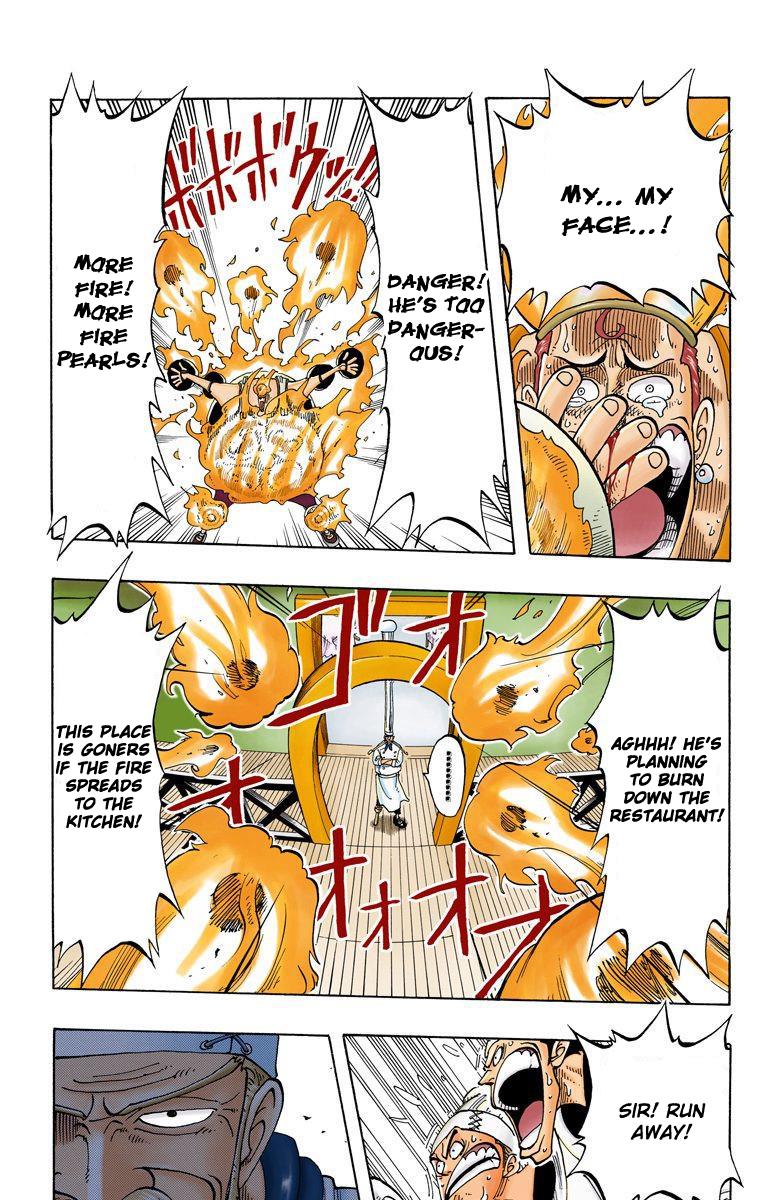 MY... MY
FACE...!
DANGER!
HE'S TOO
DANGER-
OUS!
ボボボウッ!!
MORE
FIRE!
MORE
FIRE
PEARLS!
AGHHH! HE'S
PLANNING
TO BURN
DOWN THE
RESTAURANT!
ゴオオオオオ
THIS PLACE
IS GONERS
IF THE FIRE
SPREADS
TO THE
KITCHEN!
SIR! RUN
AWAY!